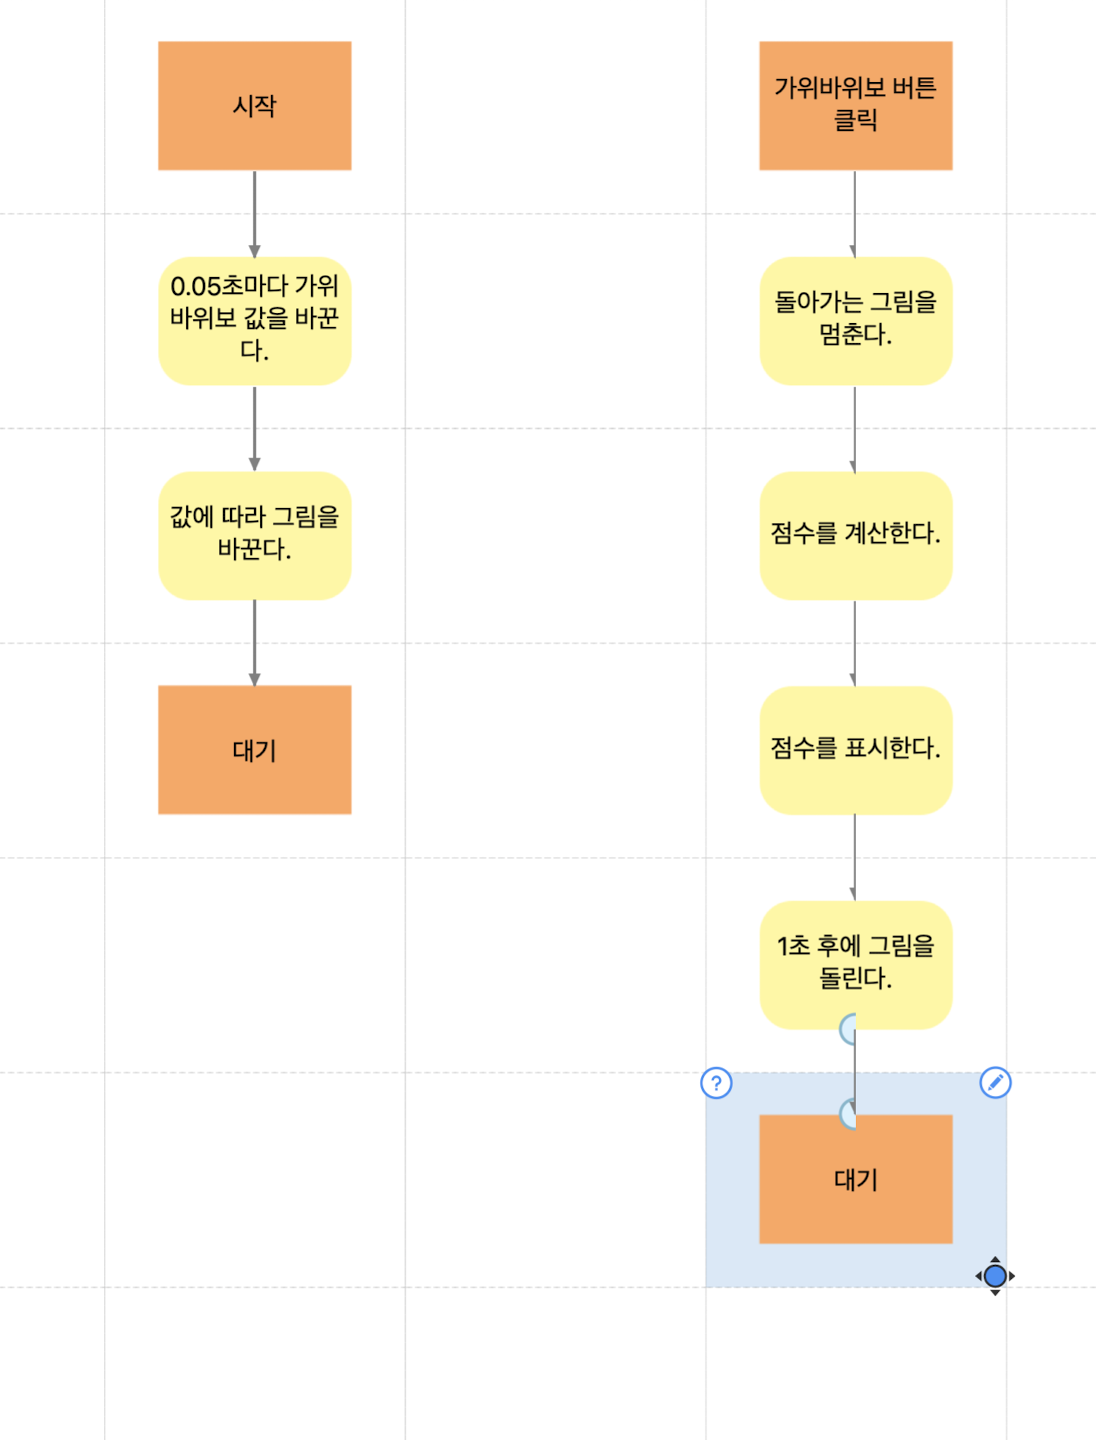 시작
0.05초마다 가위
바위보 값을 바꾼
다.
값에 따라 그림을
바꾼다.
대기
가위바위보 버튼
클릭
돌아가는 그림을
멈춘다.
점수를 계산한다.
점수를 표시한다.
1초 후에 그림을
돌린다.
?
대기